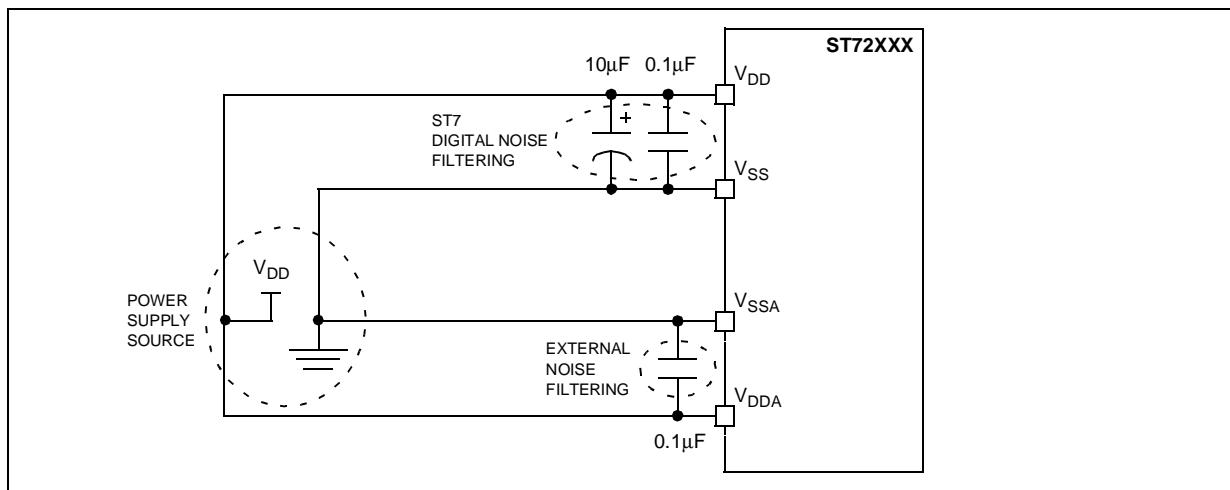 ST72XXX
10μF 0.1μF
VDD
+
ST7
DIGITAL NOISE
FILTERING
VSS
VDD
POWER
SUPPLY
SOURCE
VSSA
EXTERNAL
NOISE
FILTERING
VDDA
0.1μF